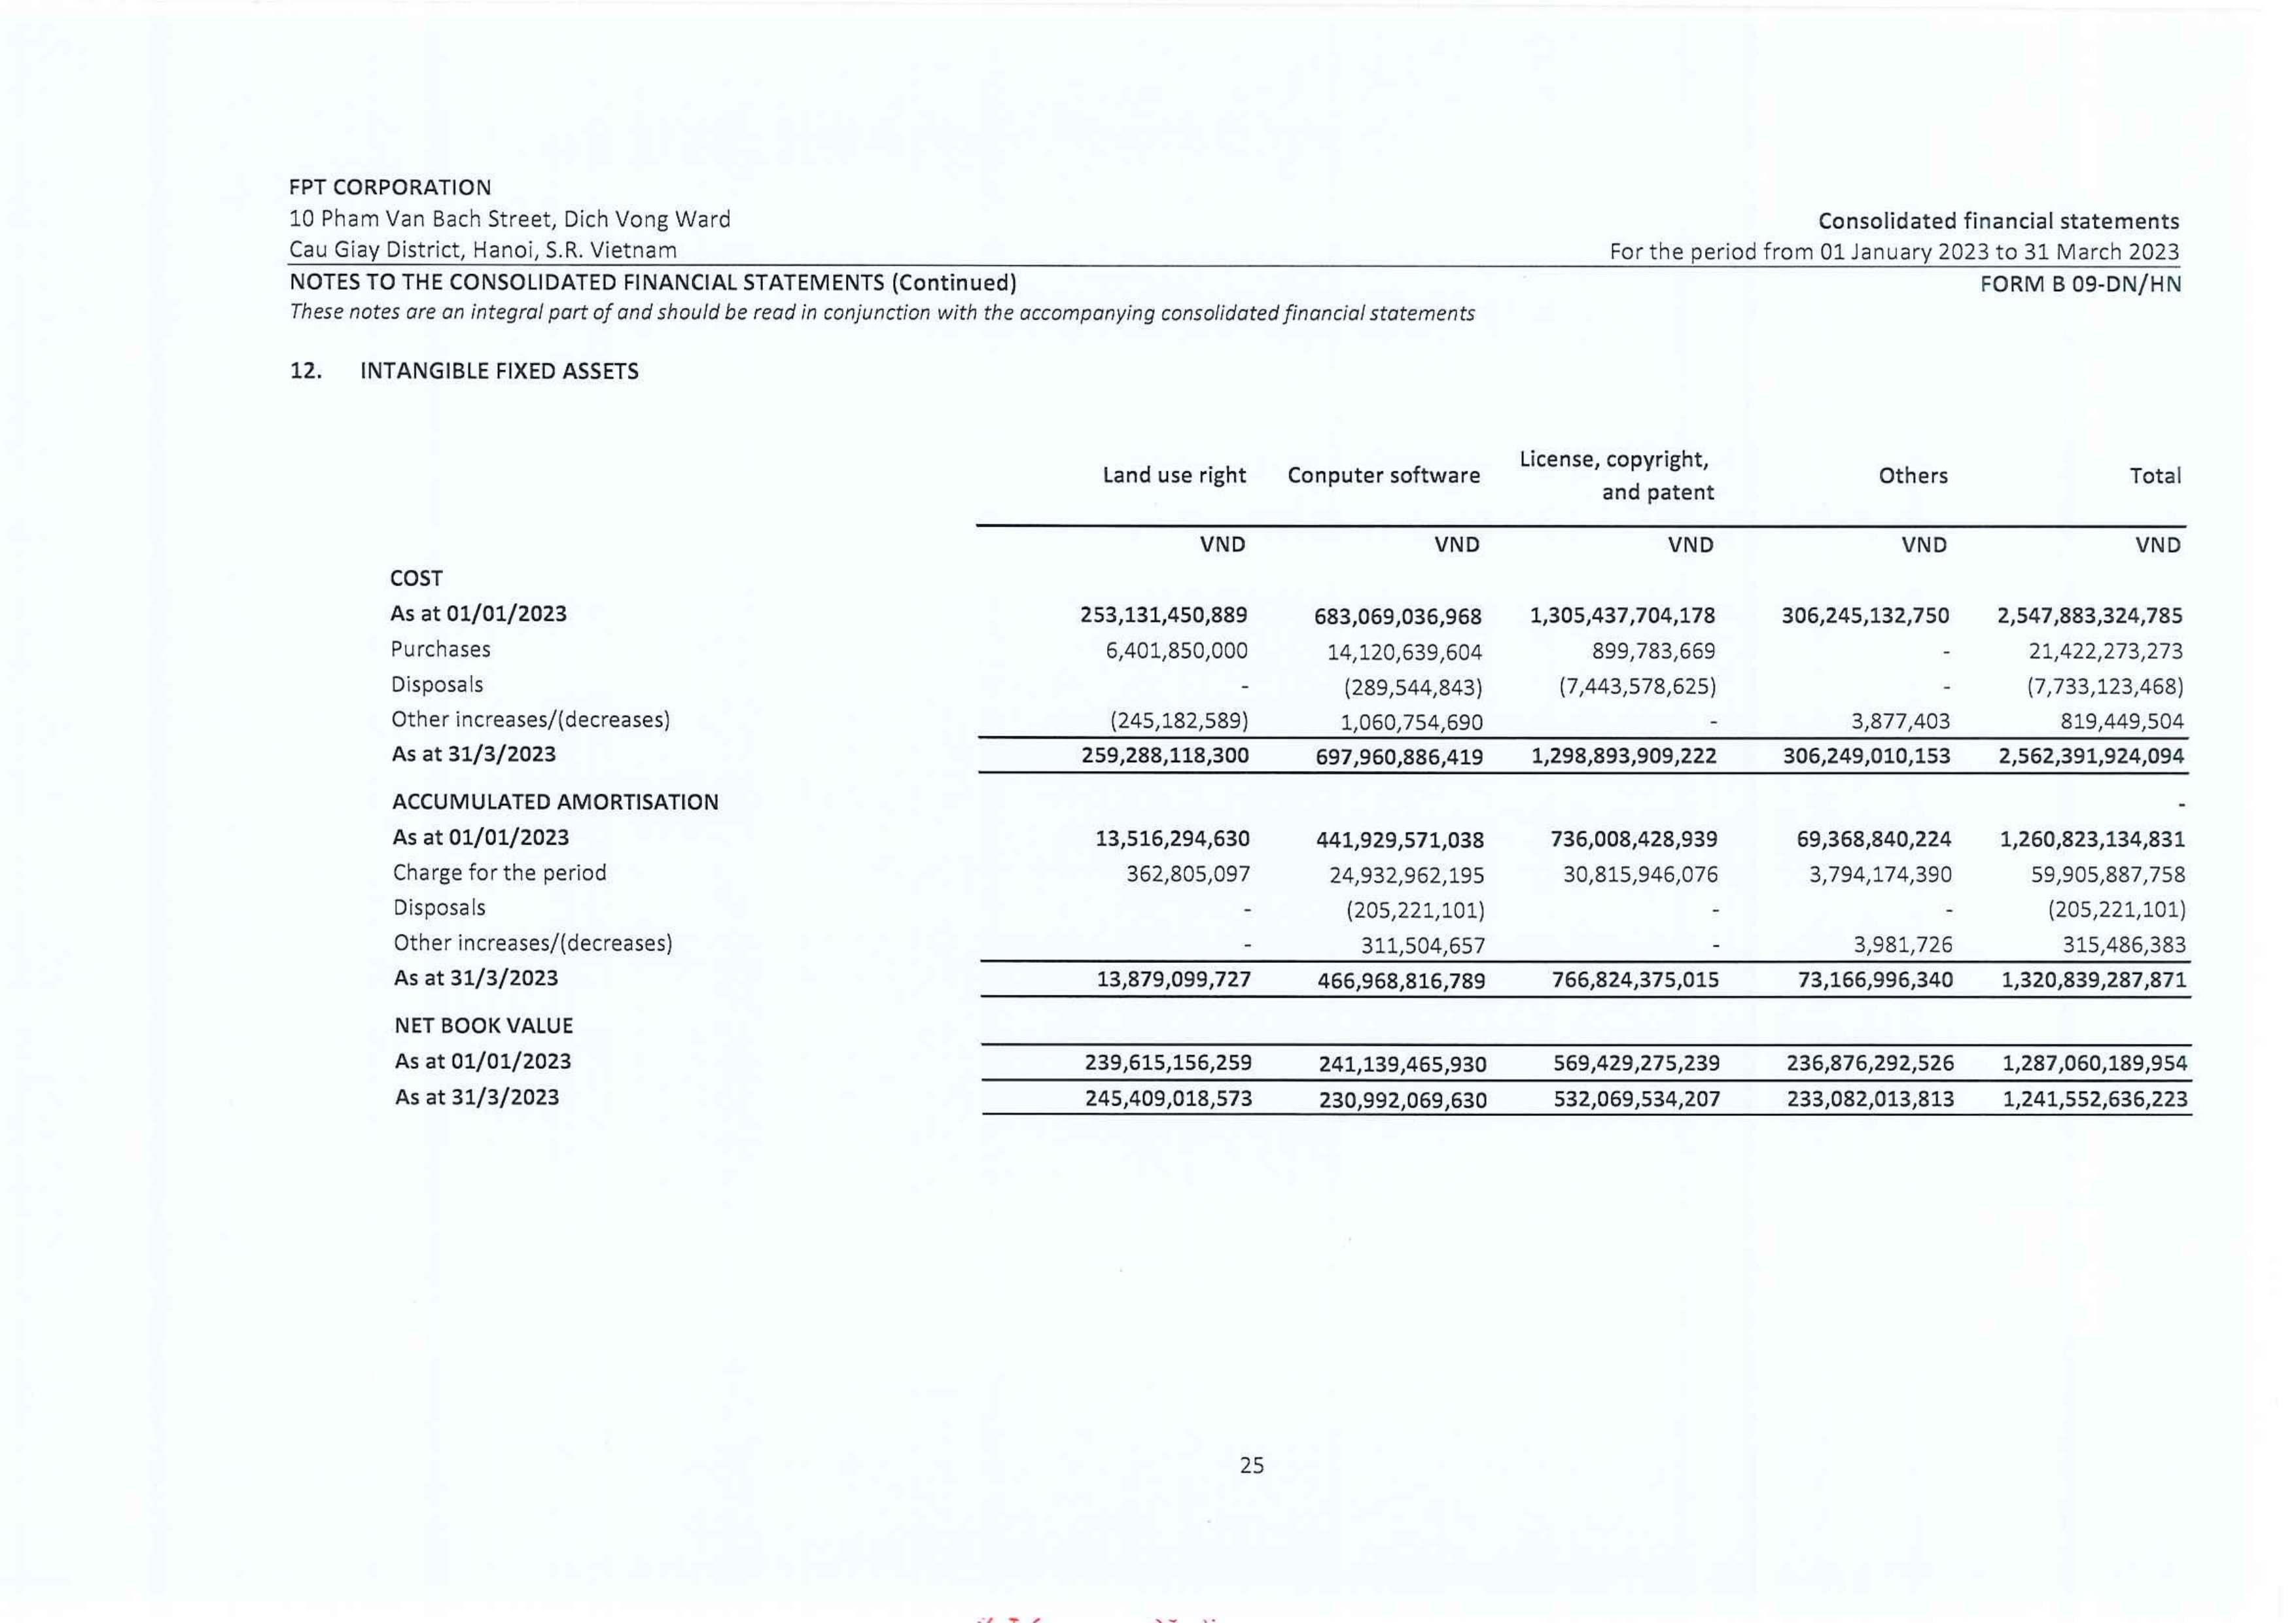 FPT CORPORATION
10 Pham Van Bach Street, Dich Vong Ward
Cau Giay District, Hanoi, S.R. Vietnam
Consolidated financial statements
For the period from 01 January 2023 to 31 March 2023
NOTES TO THE CONSOLIDATED FINANCIAL STATEMENTS (Continued) FORM B 09-DN/HN
These notes are an integral part of and should be read in conjunction with the accompanying consolidated financial statements
12. INTANGIBLE FIXED ASSETS
Land use right Conputer software License, copyright, and patent Others Total
VND VND VND VND VND
COST
As at 01/01/2023 253,131,450,889 683,069,036,968 1,305,437,704,178 306,245,132,750 2,547,883,324,785
Purchases 6,401,850,000 14,120,639,604 899,783,669 - 21,422,273,273
Disposals - (289,544,843) (7,443,578,625) - (7,733,123,468)
Other increases/(decreases) (245,182,589) 1,060,754,690 - 3,877,403 819,449,504
As at 31/3/2023 259,288,118,300 697,960,886,419 1,298,893,909,222 306,249,010,153 2,562,391,924,094
ACCUMULATED AMORTISATION -
As at 01/01/2023 13,516,294,630 441,929,571,038 736,008,428,939 69,368,840,224 1,260,823,134,831
Charge for the period 362,805,097 24,932,962,195 30,815,946,076 3,794,174,390 59,905,887,758
Disposals - (205,221,101) - - (205,221,101)
Other increases/(decreases) - 311,504,657 - 3,981,726 315,486,383
As at 31/3/2023 13,879,099,727 466,968,816,789 766,824,375,015 73,166,996,340 1,320,839,287,871
NET BOOK VALUE
As at 01/01/2023 239,615,156,259 241,139,465,930 569,429,275,239 236,876,292,526 1,287,060,189,954
As at 31/3/2023 245,409,018,573 230,992,069,630 532,069,534,207 233,082,013,813 1,241,552,636,223
25